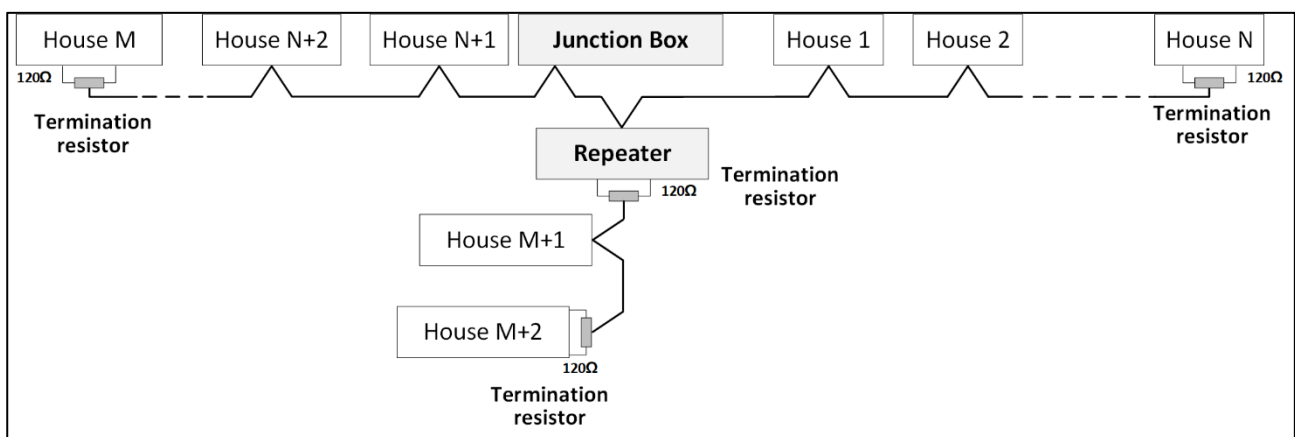 House M
House N+2
House N+1
Junction Box
House 1
House 2
House N
120Ω
120Ω
Termination
resistor
Termination
resistor
Repeater
120Ω
Termination
resistor
House M+1
House M+2
120Ω
Termination
resistor